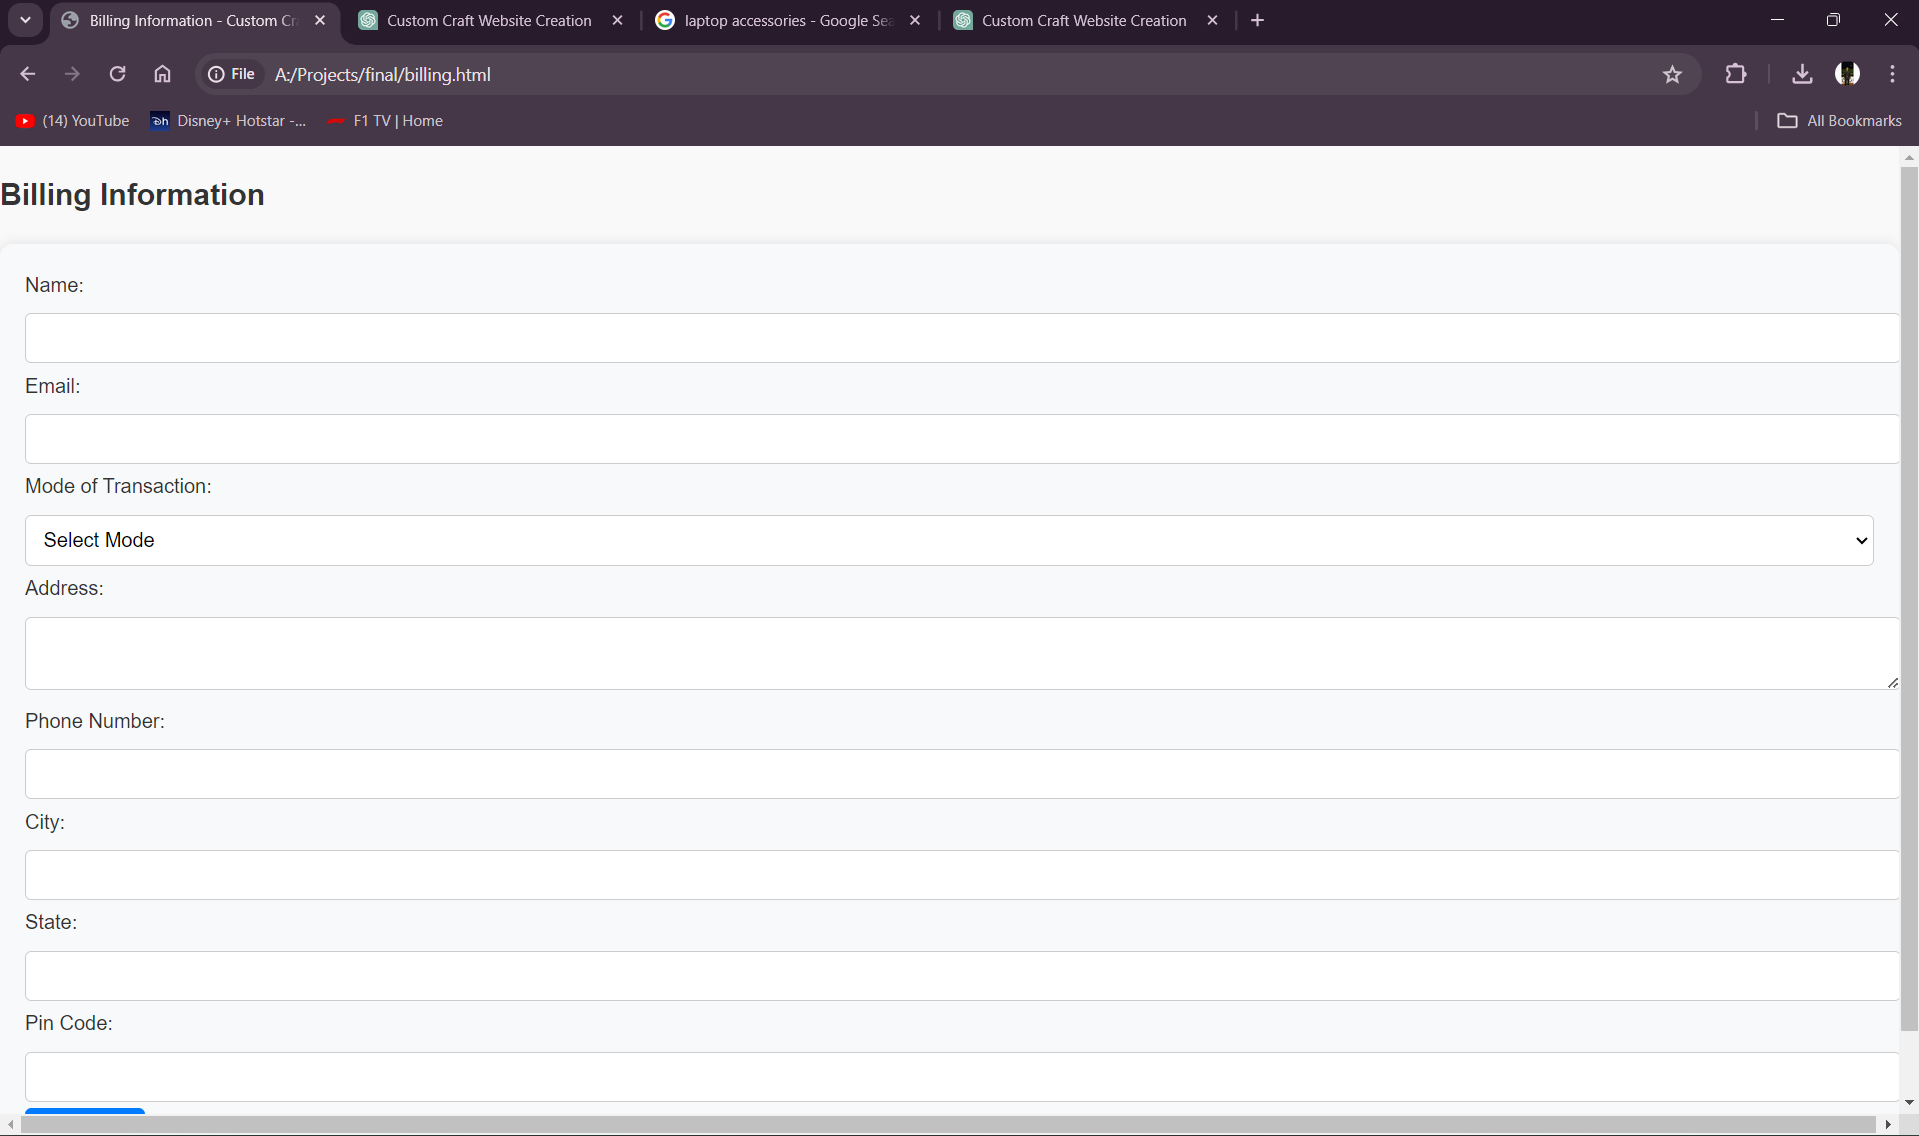 Billing Information - Custom Cr
Custom Craft Website Creation
laptop accessories - Google Sea
Custom Craft Website Creation
File
A:/Projects/final/billing.html
(14) YouTube
Disney+ Hotstar -...
F1 TV | Home
All Bookmarks
Billing Information
Name:
Email:
Mode of Transaction:
Select Mode
Address:
Phone Number:
City:
State:
Pin Code: